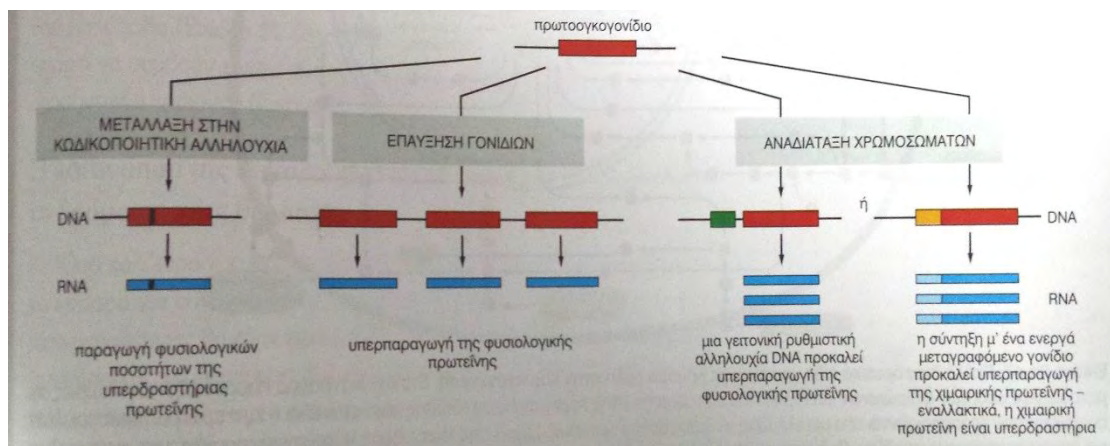 πρωτοογκογονίδιο
ΜΕΤΑΛΛΑΞΗ ΣΤΗΝ
ΚΩΔΙΚΟΠΟΙΗΤΙΚΗ ΑΛΛΗΛΟΥΧΙΑ
ΕΠΑΥΞΗΣΗ ΓΟΝΙΔΙΩΝ
ΑΝΑΔΙΑΤΑΞΗ ΧΡΩΜΟΣΩΜΑΤΩΝ
DNA
ή
DNA
RNA
RNA
παραγωγή φυσιολογικών
ποσοτήτων της
υπερδραστήριας
πρωτεΐνης
υπερπαραγωγή της φυσιολογικής
πρωτεΐνης
μια γειτονική ρυθμιστική
αλληλουχία DNA προκαλεί
υπερπαραγωγή της
φυσιολογικής πρωτεΐνης
η σύντηξη μ' ένα ενεργά
μεταγραφόμενο γονίδιο
προκαλεί υπερπαραγωγή
της χιμαιρικής πρωτεΐνης –
εναλλακτικά, η χιμαιρική
πρωτεΐνη είναι υπερδραστήρια